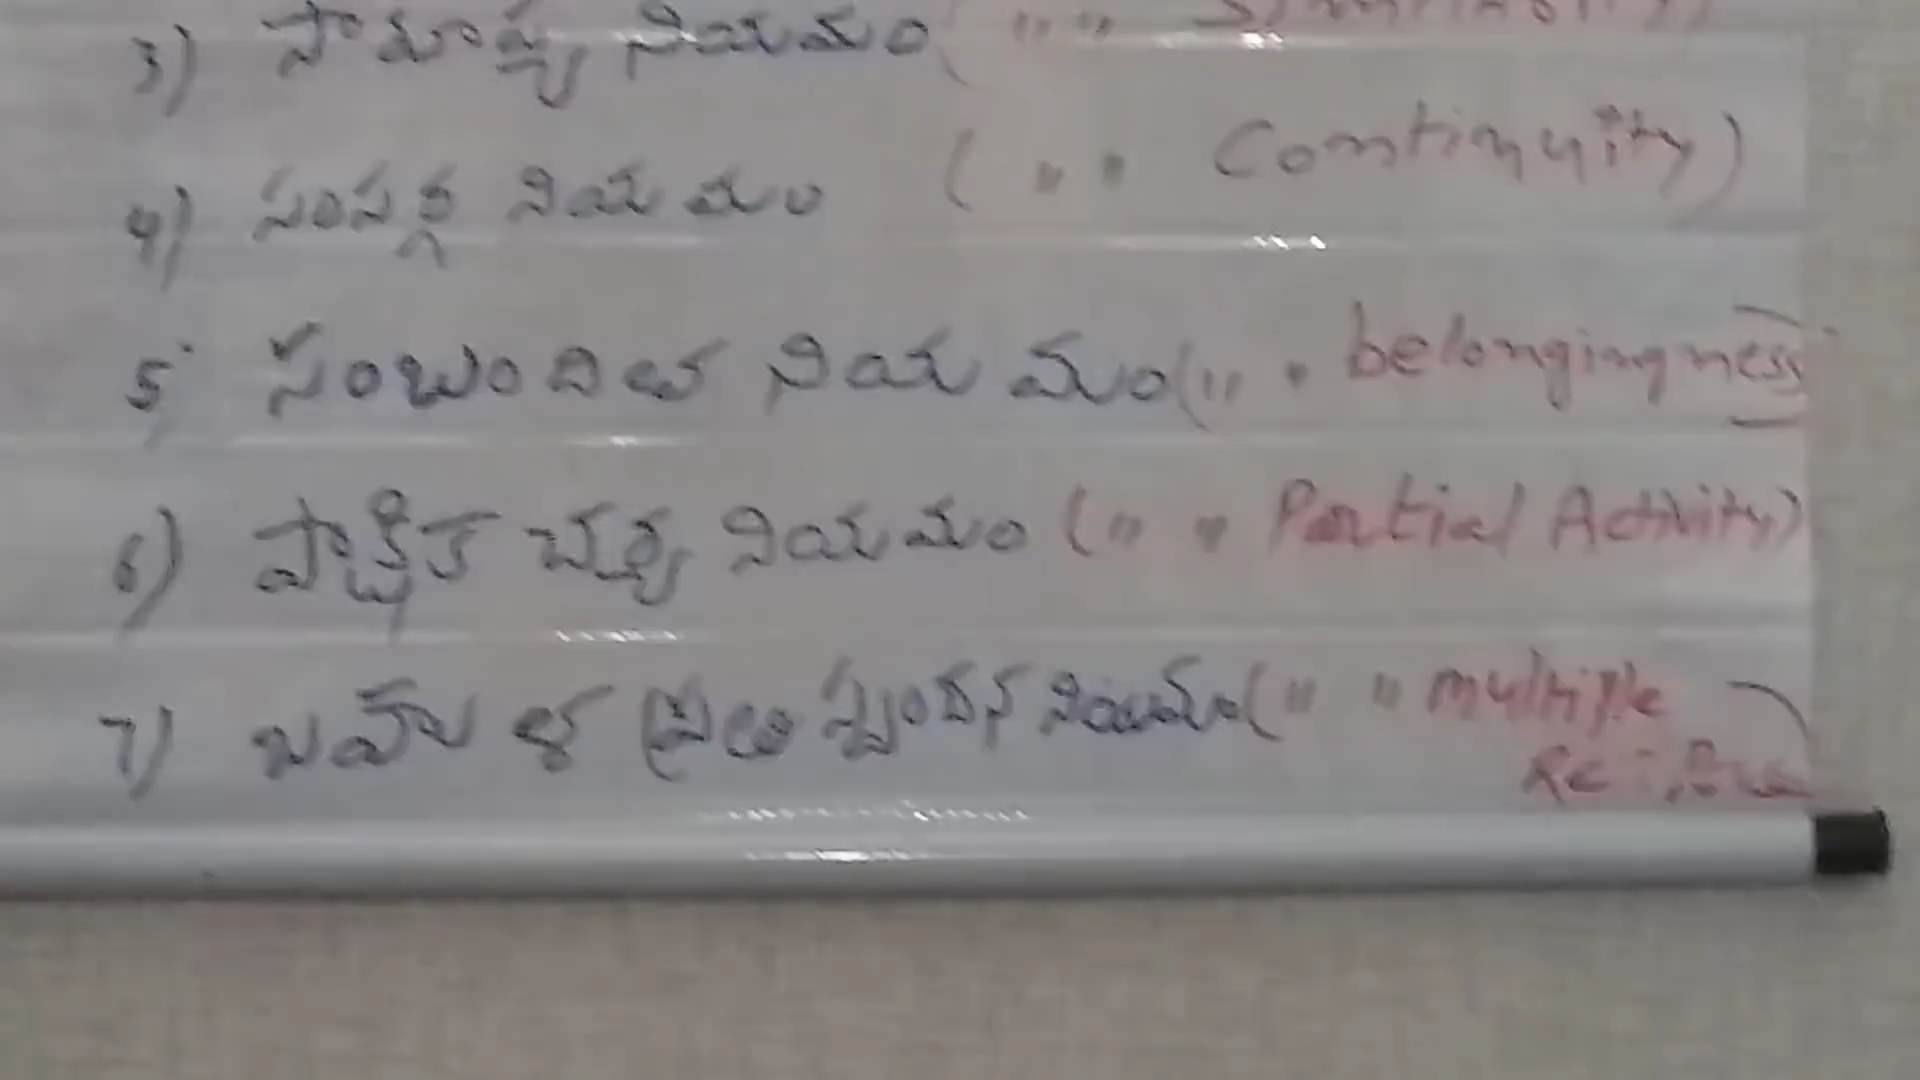 3) సారూప్య నియమం ( " " Similiarity)
4) సంసర్గ నియమం ( " " Continuity)
5 సంబందిత నియమం ( " " belongingness)
6) పాక్షిక చర్య నియమం ( " " Partial Activity)
7) బహుళ ప్రతి స్పందన నియమం ( " " multiple